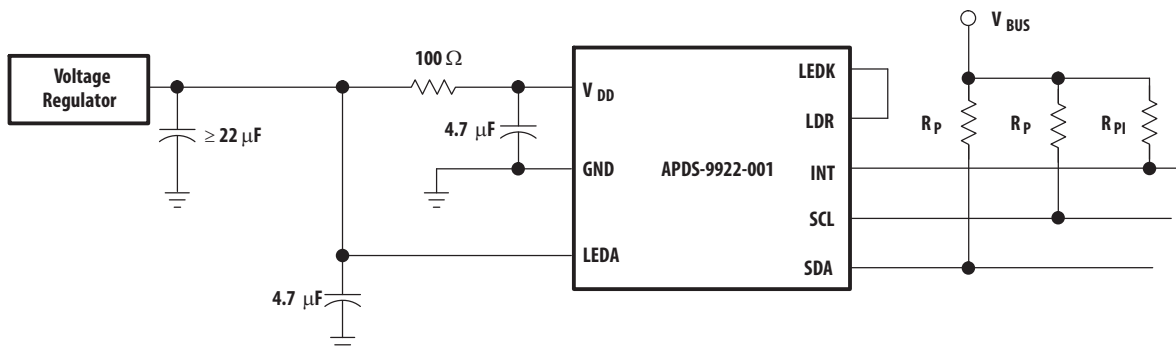 Voltage
Regulator
≥ 22 μF
100 Ω
4.7 μF
4.7 μF
V DD
GND
LEDA
APDS-9922-001
LEDK
LDR
INT
SCL
SDA
V BUS
R P
R P
R PI